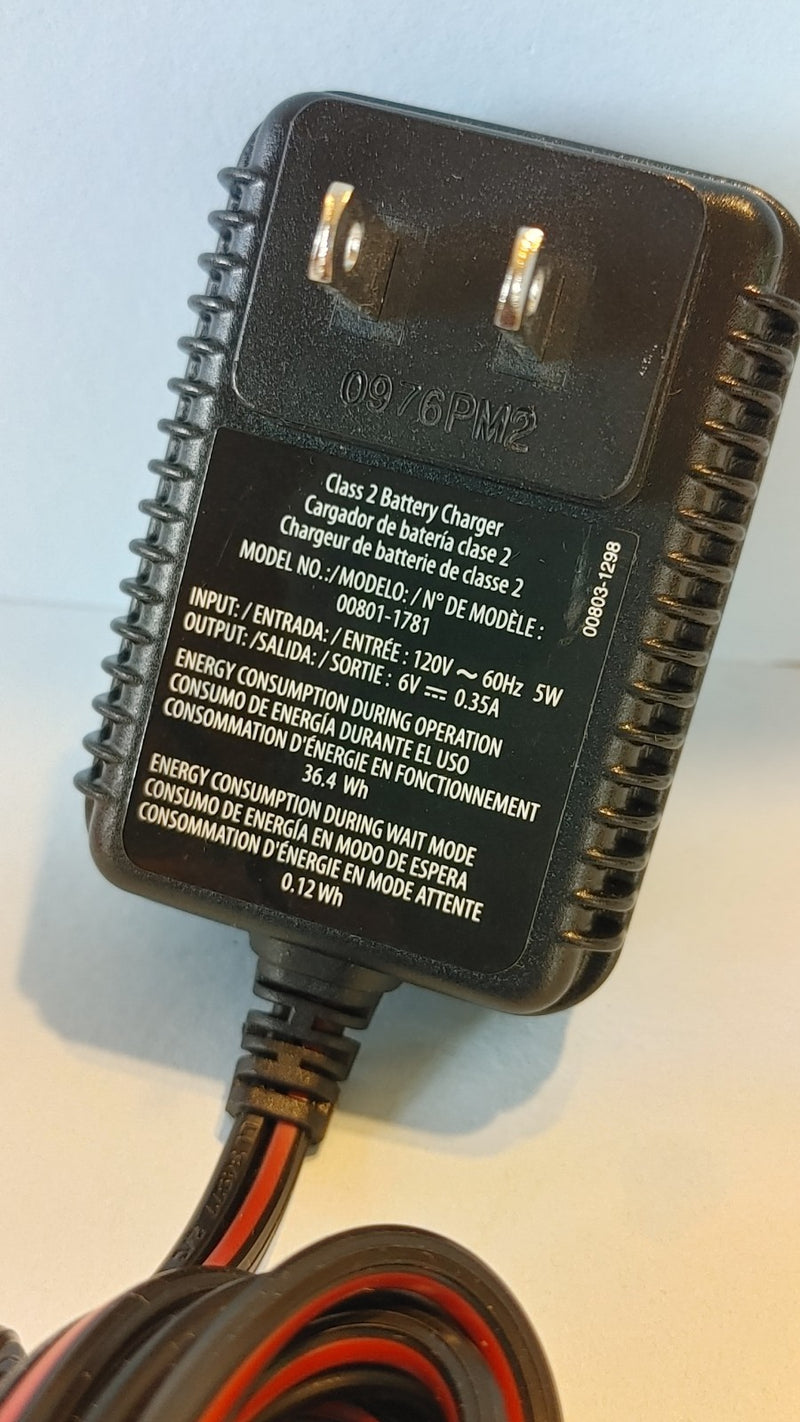 0976PM2
Class 2 Battery Charger
Cargador de batería clase 2
Chargeur de batterie de classe 2
MODEL NO.:/MODELO: / N° DE MODÈLE :
00801-1781
INPUT: / ENTRADA: / ENTRÉE : 120V ~ 60Hz 5W
OUTPUT: /SALIDA: / SORTIE : 6V ⎓ 0.35A
ENERGY CONSUMPTION DURING OPERATION
CONSUMO DE ENERGÍA DURANTE EL USO
CONSOMMATION D'ÉNERGIE EN FONCTIONNEMENT
36.4 Wh
ENERGY CONSUMPTION DURING WAIT MODE
CONSUMO DE ENERGÍA EN MODO DE ESPERA
CONSOMMATION D'ÉNERGIE EN MODE ATTENTE
0.12 Wh
00803-1298